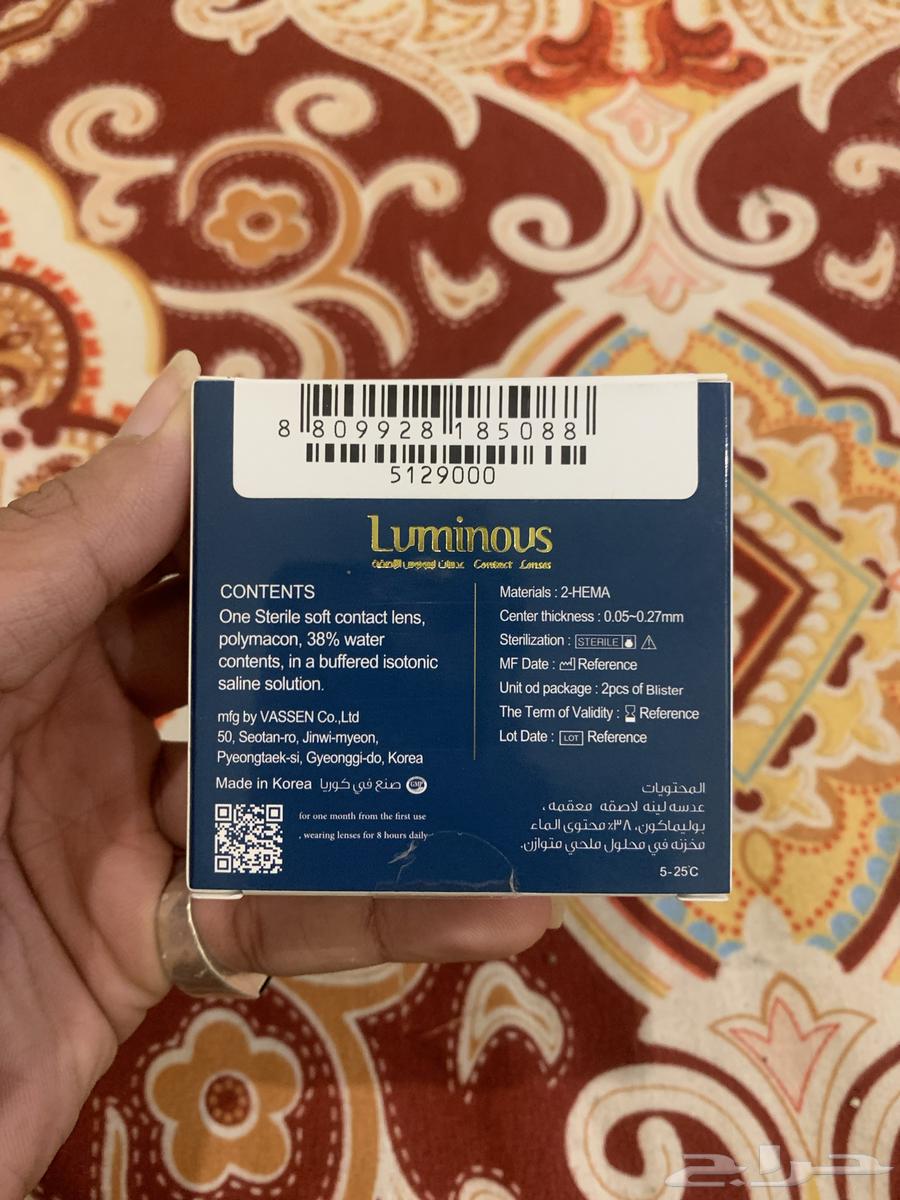 8 809928 185088
5129000
Luminous
عدسات لومينوس اللاصقة Contact Lenses
CONTENTS
One Sterile soft contact lens,
polymacon, 38% water
contents, in a buffered isotonic
saline solution.
mfg by VASSEN Co.,Ltd
50, Seotan-ro, Jinwi-myeon,
Pyeongtaek-si, Gyeonggi-do, Korea
Made in Korea صنع في كوريا GMP
for one month from the first use
, wearing lenses for 8 hours daily
Materials : 2-HEMA
Center thickness : 0.05~0.27mm
Sterilization : STERILE
MF Date : Reference
Unit od package : 2pcs of Blister
The Term of Validity : Reference
Lot Date : LOT Reference
المحتويات
عدسه لينه لاصقه معقمه ،
بوليماكون، ٣٨٪ محتوى الماء
مخزنه في محلول ملحي متوازن.
5-25℃
حراج